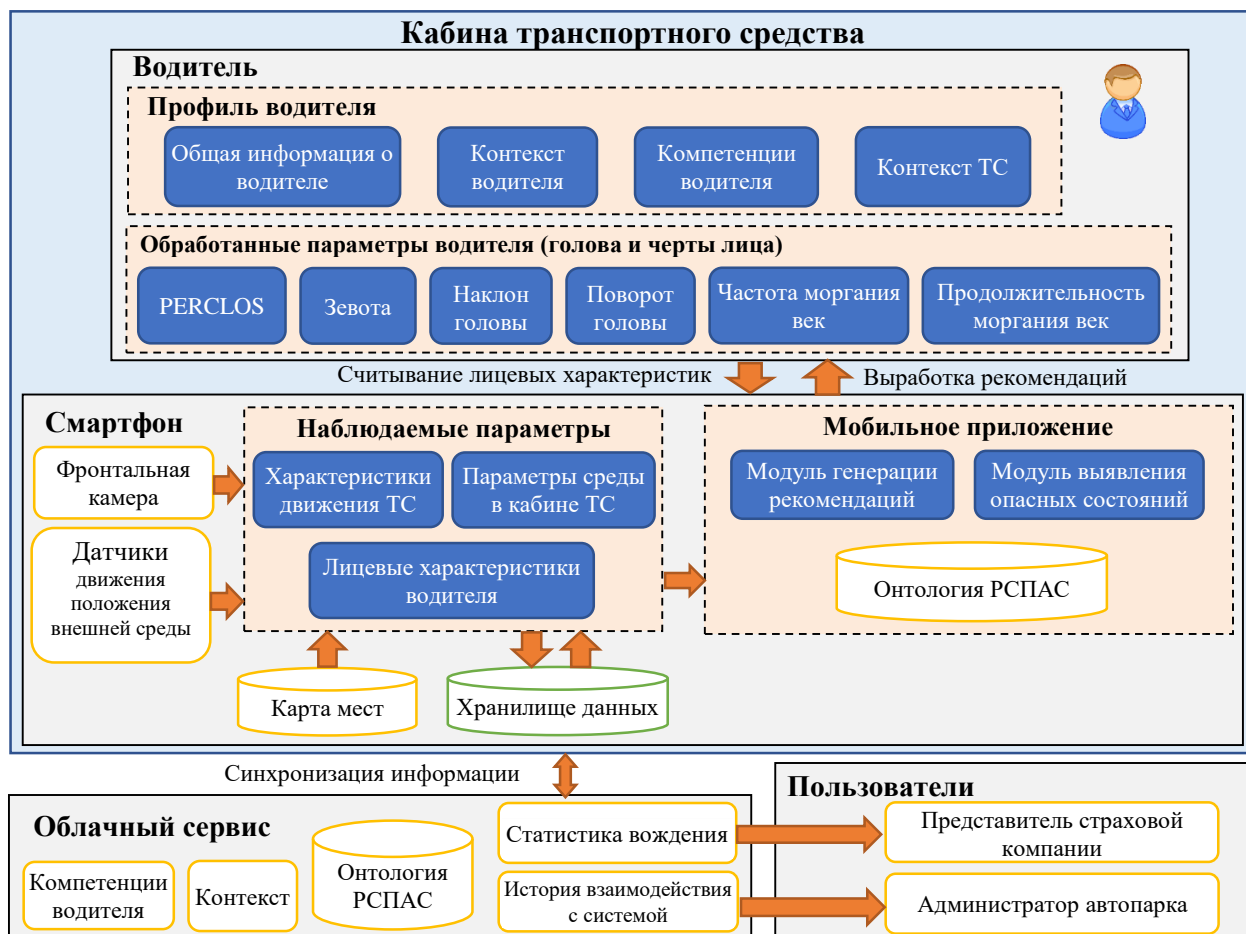 Кабина транспортного средства
Водитель
Профиль водителя
Общая информация о
водителе
Контекст
водителя
Компетенции
водителя
Контекст ТС
Обработанные параметры водителя (голова и черты лица)
PERCLOS
Зевота
Наклон
головы
Поворот
головы
Частота моргания
век
Продолжительность
моргания век
Считывание лицевых характеристик
Выработка рекомендаций
Смартфон
Фронтальная
камера
Датчики
движения
положения
внешней среды
Наблюдаемые параметры
Характеристики
движения ТС
Параметры среды
в кабине ТС
Лицевые характеристики
водителя
Мобильное приложение
Модуль генерации
рекомендаций
Модуль выявления
опасных состояний
Онтология РСПАС
Карта мест
Хранилище данных
Синхронизация информации
Облачный сервис
Компетенции
водителя
Контекст
Онтология
РСПАС
Статистика вождения
История взаимодействия
с системой
Пользователи
Представитель страховой
компании
Администратор автопарка